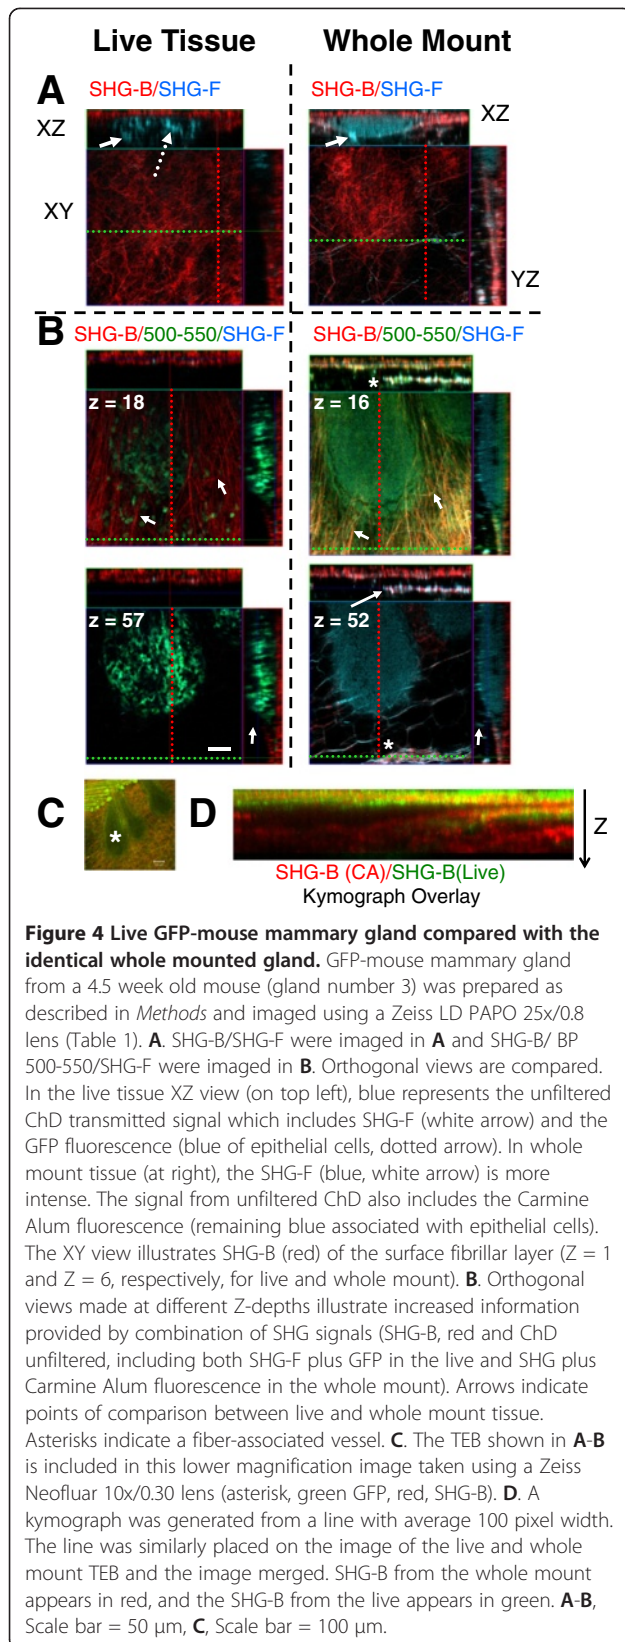 Live Tissue
Whole Mount
A
SHG-B/SHG-F
SHG-B/SHG-F
XZ
XZ
XY
YZ
B
SHG-B/500-550/SHG-F
SHG-B/500-550/SHG-F
*
z = 18
z = 16
z = 57
z = 52
*
C
*
D
Z
SHG-B (CA)/SHG-B(Live)
Kymograph Overlay
Figure 4 Live GFP-mouse mammary gland compared with the
identical whole mounted gland. GFP-mouse mammary gland
from a 4.5 week old mouse (gland number 3) was prepared as
described in Methods and imaged using a Zeiss LD PAPO 25x/0.8
lens (Table 1). A. SHG-B/SHG-F were imaged in A and SHG-B/ BP
500-550/SHG-F were imaged in B. Orthogonal views are compared.
In the live tissue XZ view (on top left), blue represents the unfiltered
ChD transmitted signal which includes SHG-F (white arrow) and the
GFP fluorescence (blue of epithelial cells, dotted arrow). In whole
mount tissue (at right), the SHG-F (blue, white arrow) is more
intense. The signal from unfiltered ChD also includes the Carmine
Alum fluorescence (remaining blue associated with epithelial cells).
The XY view illustrates SHG-B (red) of the surface fibrillar layer (Z = 1
and Z = 6, respectively, for live and whole mount). B. Orthogonal
views made at different Z-depths illustrate increased information
provided by combination of SHG signals (SHG-B, red and ChD
unfiltered, including both SHG-F plus GFP in the live and SHG plus
Carmine Alum fluorescence in the whole mount). Arrows indicate
points of comparison between live and whole mount tissue.
Asterisks indicate a fiber-associated vessel. C. The TEB shown in A-B
is included in this lower magnification image taken using a Zeiss
Neofluar 10x/0.30 lens (asterisk, green GFP, red, SHG-B). D. A
kymograph was generated from a line with average 100 pixel width.
The line was similarly placed on the image of the live and whole
mount TEB and the image merged. SHG-B from the whole mount
appears in red, and the SHG-B from the live appears in green. A-B,
Scale bar = 50 µm, C, Scale bar = 100 µm.